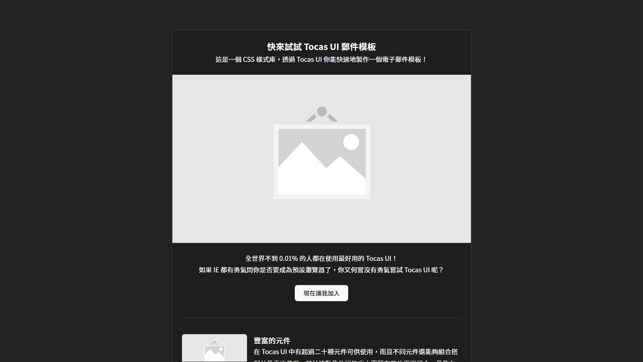 快來試試 Tocas UI 郵件模板
這是一個 CSS 樣式庫，透過 Tocas UI 你能快速地製作一個電子郵件模板！
全世界不到 0.01% 的人都在使用最好用的 Tocas UI！
如果 IE 都有勇氣問你是否要成為預設瀏覽器了，你又何嘗沒有勇氣嘗試 Tocas UI 呢？
現在讓我加入
豐富的元件
在 Tocas UI 中有超過二十種元件可供使用，而且不同元件還能夠組合搭